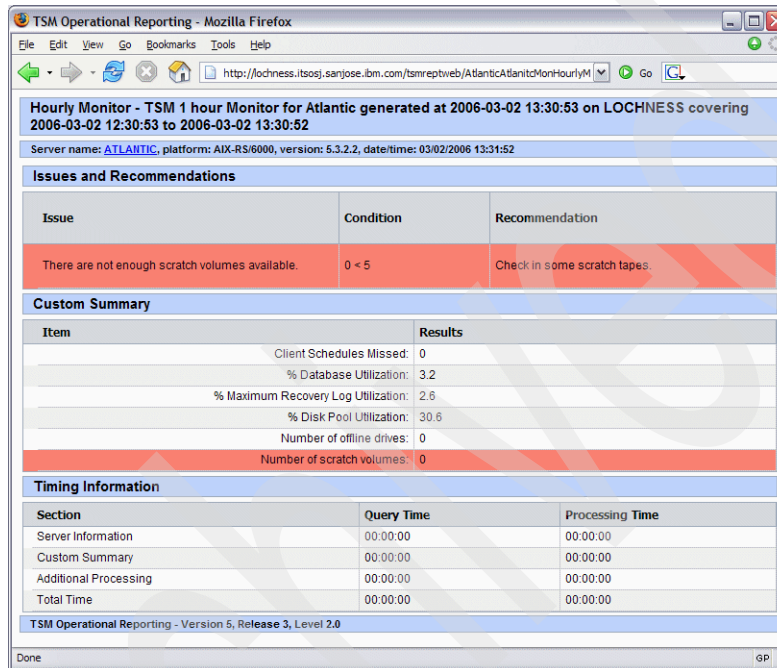 TSM Operational Reporting - Mozilla Firefox
File Edit View Go Bookmarks Tools Help
http://lochness.itsosj.sanjose.ibm.com/tsmreptweb/AtlanticAtlanitcMonHourlyM Go G
Hourly Monitor - TSM 1 hour Monitor for Atlantic generated at 2006-03-02 13:30:53 on LOCHNESS covering
2006-03-02 12:30:53 to 2006-03-02 13:30:52
Server name: ATLANTIC, platform: AIX-RS/6000, version: 5.3.2.2, date/time: 03/02/2006 13:31:52
Issues and Recommendations
Issue Condition Recommendation
There are not enough scratch volumes available. 0 < 5 Check in some scratch tapes.
Custom Summary
Item Results
Client Schedules Missed: 0
% Database Utilization: 3.2
% Maximum Recovery Log Utilization: 2.6
% Disk Pool Utilization: 30.6
Number of offline drives: 0
Number of scratch volumes: 0
Timing Information
Section Query Time Processing Time
Server Information 00:00:00 00:00:00
Custom Summary 00:00:00 00:00:00
Additional Processing 00:00:00 00:00:00
Total Time 00:00:00 00:00:00
TSM Operational Reporting - Version 5, Release 3, Level 2.0
Done GP